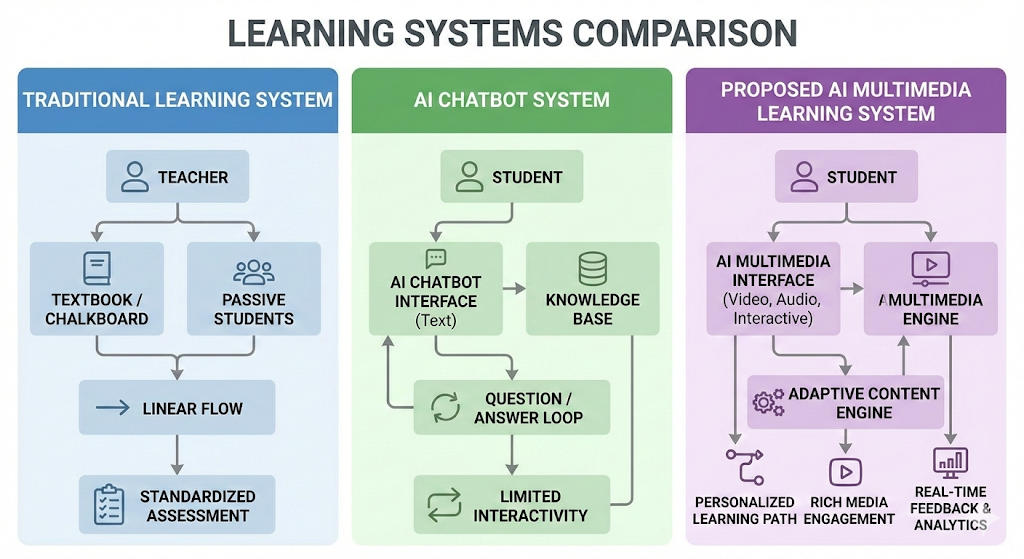 LEARNING SYSTEMS COMPARISON
TRADITIONAL LEARNING SYSTEM
TEACHER
TEXTBOOK /
CHALKBOARD
PASSIVE
STUDENTS
LINEAR FLOW
STANDARDIZED
ASSESSMENT
AI CHATBOT SYSTEM
STUDENT
AI CHATBOT
INTERFACE
(Text)
KNOWLEDGE
BASE
QUESTION /
ANSWER LOOP
LIMITED
INTERACTIVITY
PROPOSED AI MULTIMEDIA
LEARNING SYSTEM
STUDENT
AI MULTIMEDIA
INTERFACE
(Video, Audio,
Interactive)
AMULTIMEDIA
ENGINE
ADAPTIVE CONTENT
ENGINE
PERSONALIZED
LEARNING PATH
RICH MEDIA
ENGAGEMENT
REAL-TIME
FEEDBACK &
ANALYTICS